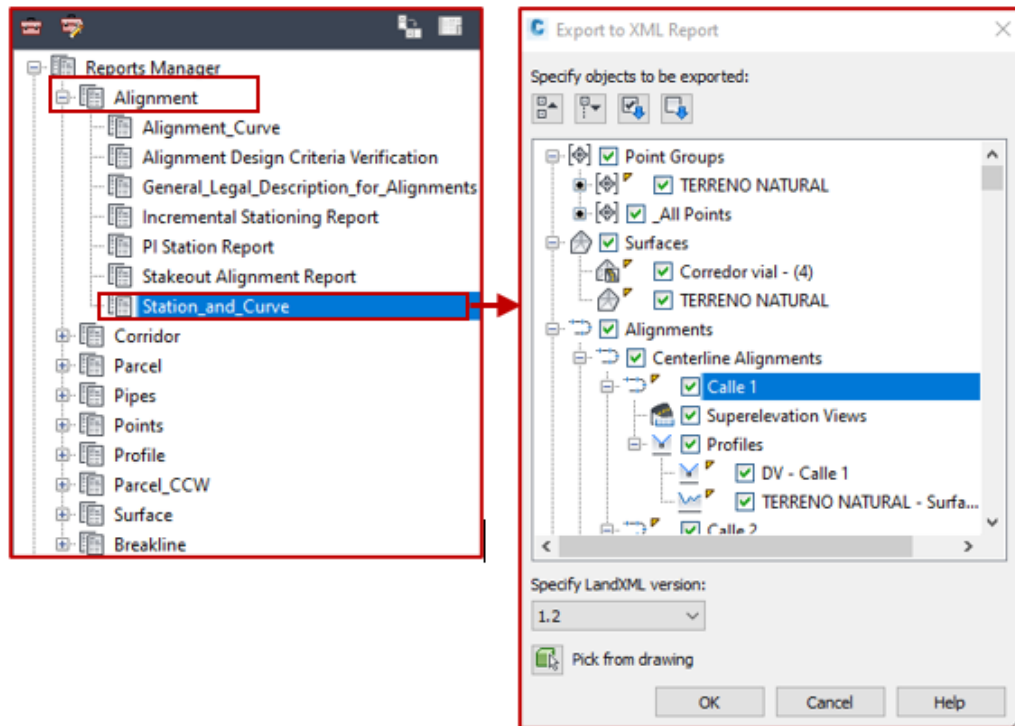 Reports Manager
Alignment
Alignment_Curve
Alignment Design Criteria Verification
General_Legal_Description_for_Alignments
Incremental Stationing Report
PI Station Report
Stakeout Alignment Report
Station_and_Curve
Corridor
Parcel
Pipes
Points
Profile
Parcel_CCW
Surface
Breakline
C Export to XML Report
Specify objects to be exported:
Point Groups
TERRENO NATURAL
_All Points
Surfaces
Corredor vial - (4)
TERRENO NATURAL
Alignments
Centerline Alignments
Calle 1
Superelevation Views
Profiles
DV - Calle 1
TERRENO NATURAL - Surfa...
Calle 2
Specify LandXML version:
1.2
Pick from drawing
OK Cancel Help